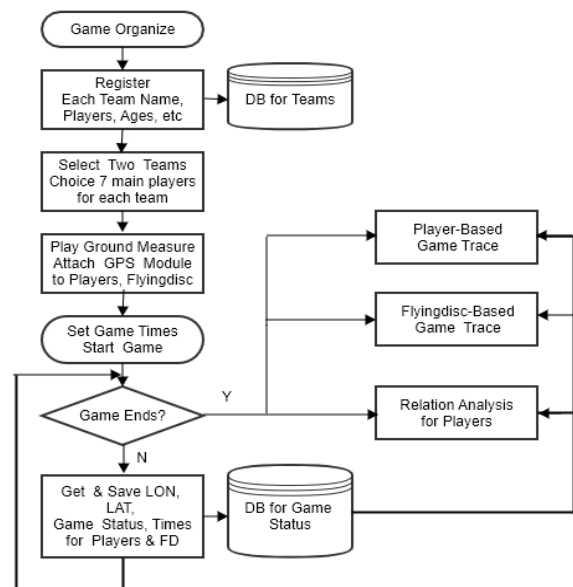 Game Organize
Register
Each Team Name,
Players, Ages, etc
DB for Teams
Select Two Teams
Choice 7 main players
for each team
Play Ground Measure
Attach GPS Module
to Players, Flyingdisc
Player-Based
Game Trace
Set Game Times
Start Game
Flyingdisc-Based
Game Trace
Game Ends?
Y
Relation Analysis
for Players
N
Get & Save LON,
LAT,
Game Status, Times
for Players & FD
DB for Game
Status